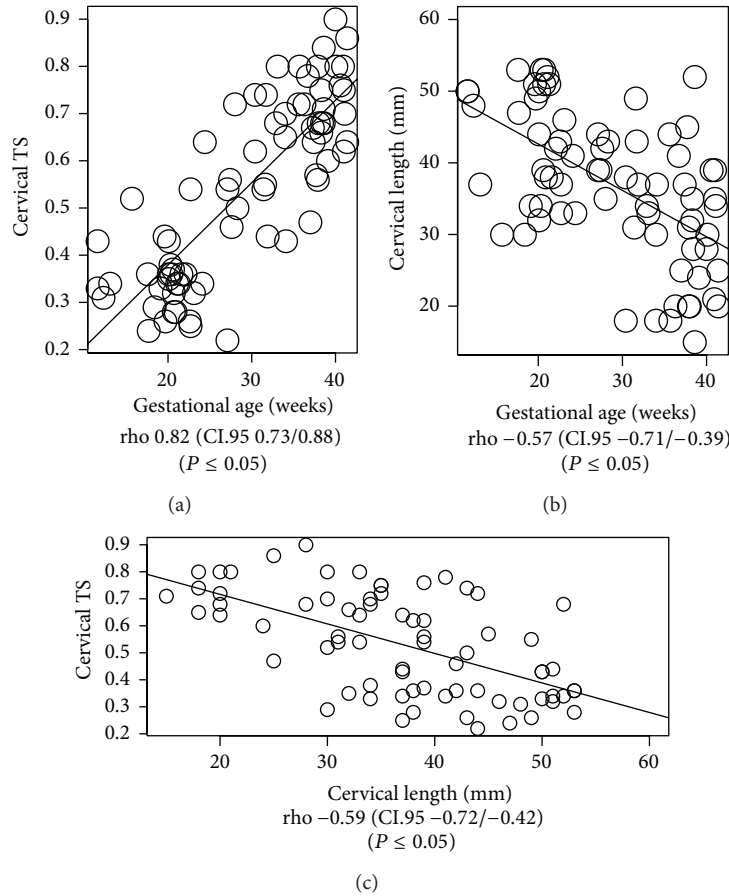 0.9
0.8
0.7
0.6
0.5
0.4
0.3
0.2
Cervical TS
20 30 40
Gestational age (weeks)
rho 0.82 (CI.95 0.73/0.88)
(P ≤ 0.05)
(a)
60
50
40
30
20
Cervical length (mm)
20 30 40
Gestational age (weeks)
rho −0.57 (CI.95 −0.71/−0.39)
(P ≤ 0.05)
(b)
0.9
0.8
0.7
0.6
0.5
0.4
0.3
0.2
Cervical TS
20 30 40 50 60
Cervical length (mm)
rho −0.59 (CI.95 −0.72/−0.42)
(P ≤ 0.05)
(c)